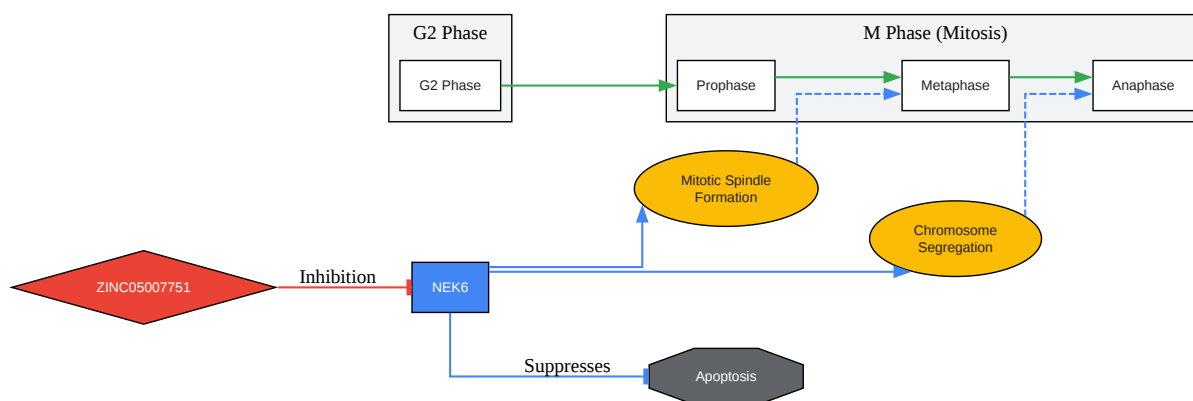 G2 Phase
M Phase (Mitosis)
G2 Phase
Prophase
Metaphase
Anaphase
Mitotic Spindle
Formation
Chromosome
Segregation
ZINC05007751
Inhibition
NEK6
Suppresses
Apoptosis